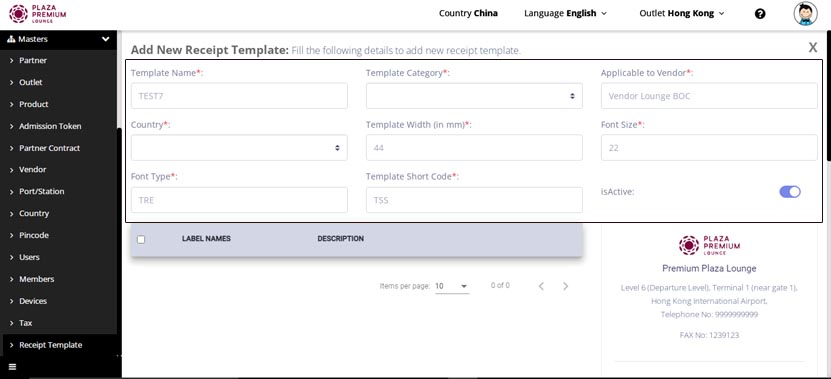 PLAZA
PREMIUM
LOUNGE
Country China
Language English
Outlet Hong Kong
?
Masters
Partner
Outlet
Product
Admission Token
Partner Contract
Vendor
Port/Station
Country
Pincode
Users
Members
Devices
Tax
Receipt Template
Add New Receipt Template: Fill the following details to add new receipt template.
X
Template Name*:
Template Category*:
Applicable to Vendor*:
TEST7
Vendor Lounge BOC
Country*:
Template Width (in mm)*:
Font Size*:
44
22
Font Type*:
Template Short Code*:
isActive:
TRE
TSS
LABEL NAMES
DESCRIPTION
Items per page: 10
0 of 0
PLAZA
PREMIUM
LOUNGE
Premium Plaza Lounge
Level 6 (Departure Level), Terminal 1 (near gate 1),
Hong Kong International Airport,
Telephone No: 9999999999
FAX No: 1239123